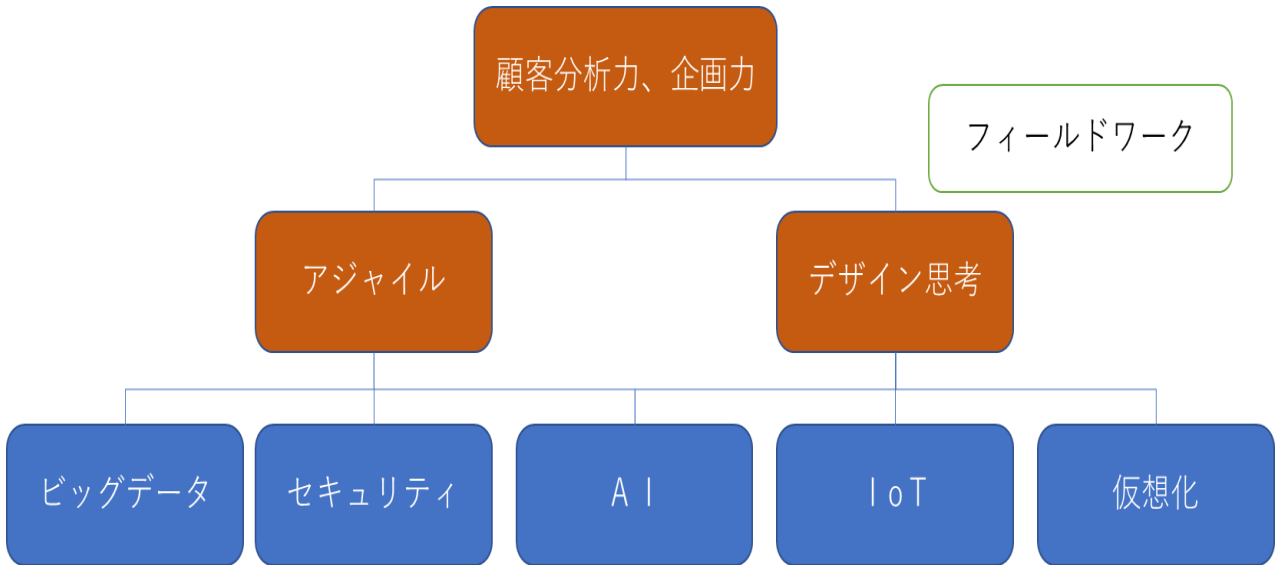 顧客分析力、企画力
フィールドワーク
アジャイル
デザイン思考
ビッグデータ
セキュリティ
ＡＩ
ＩｏＴ
仮想化